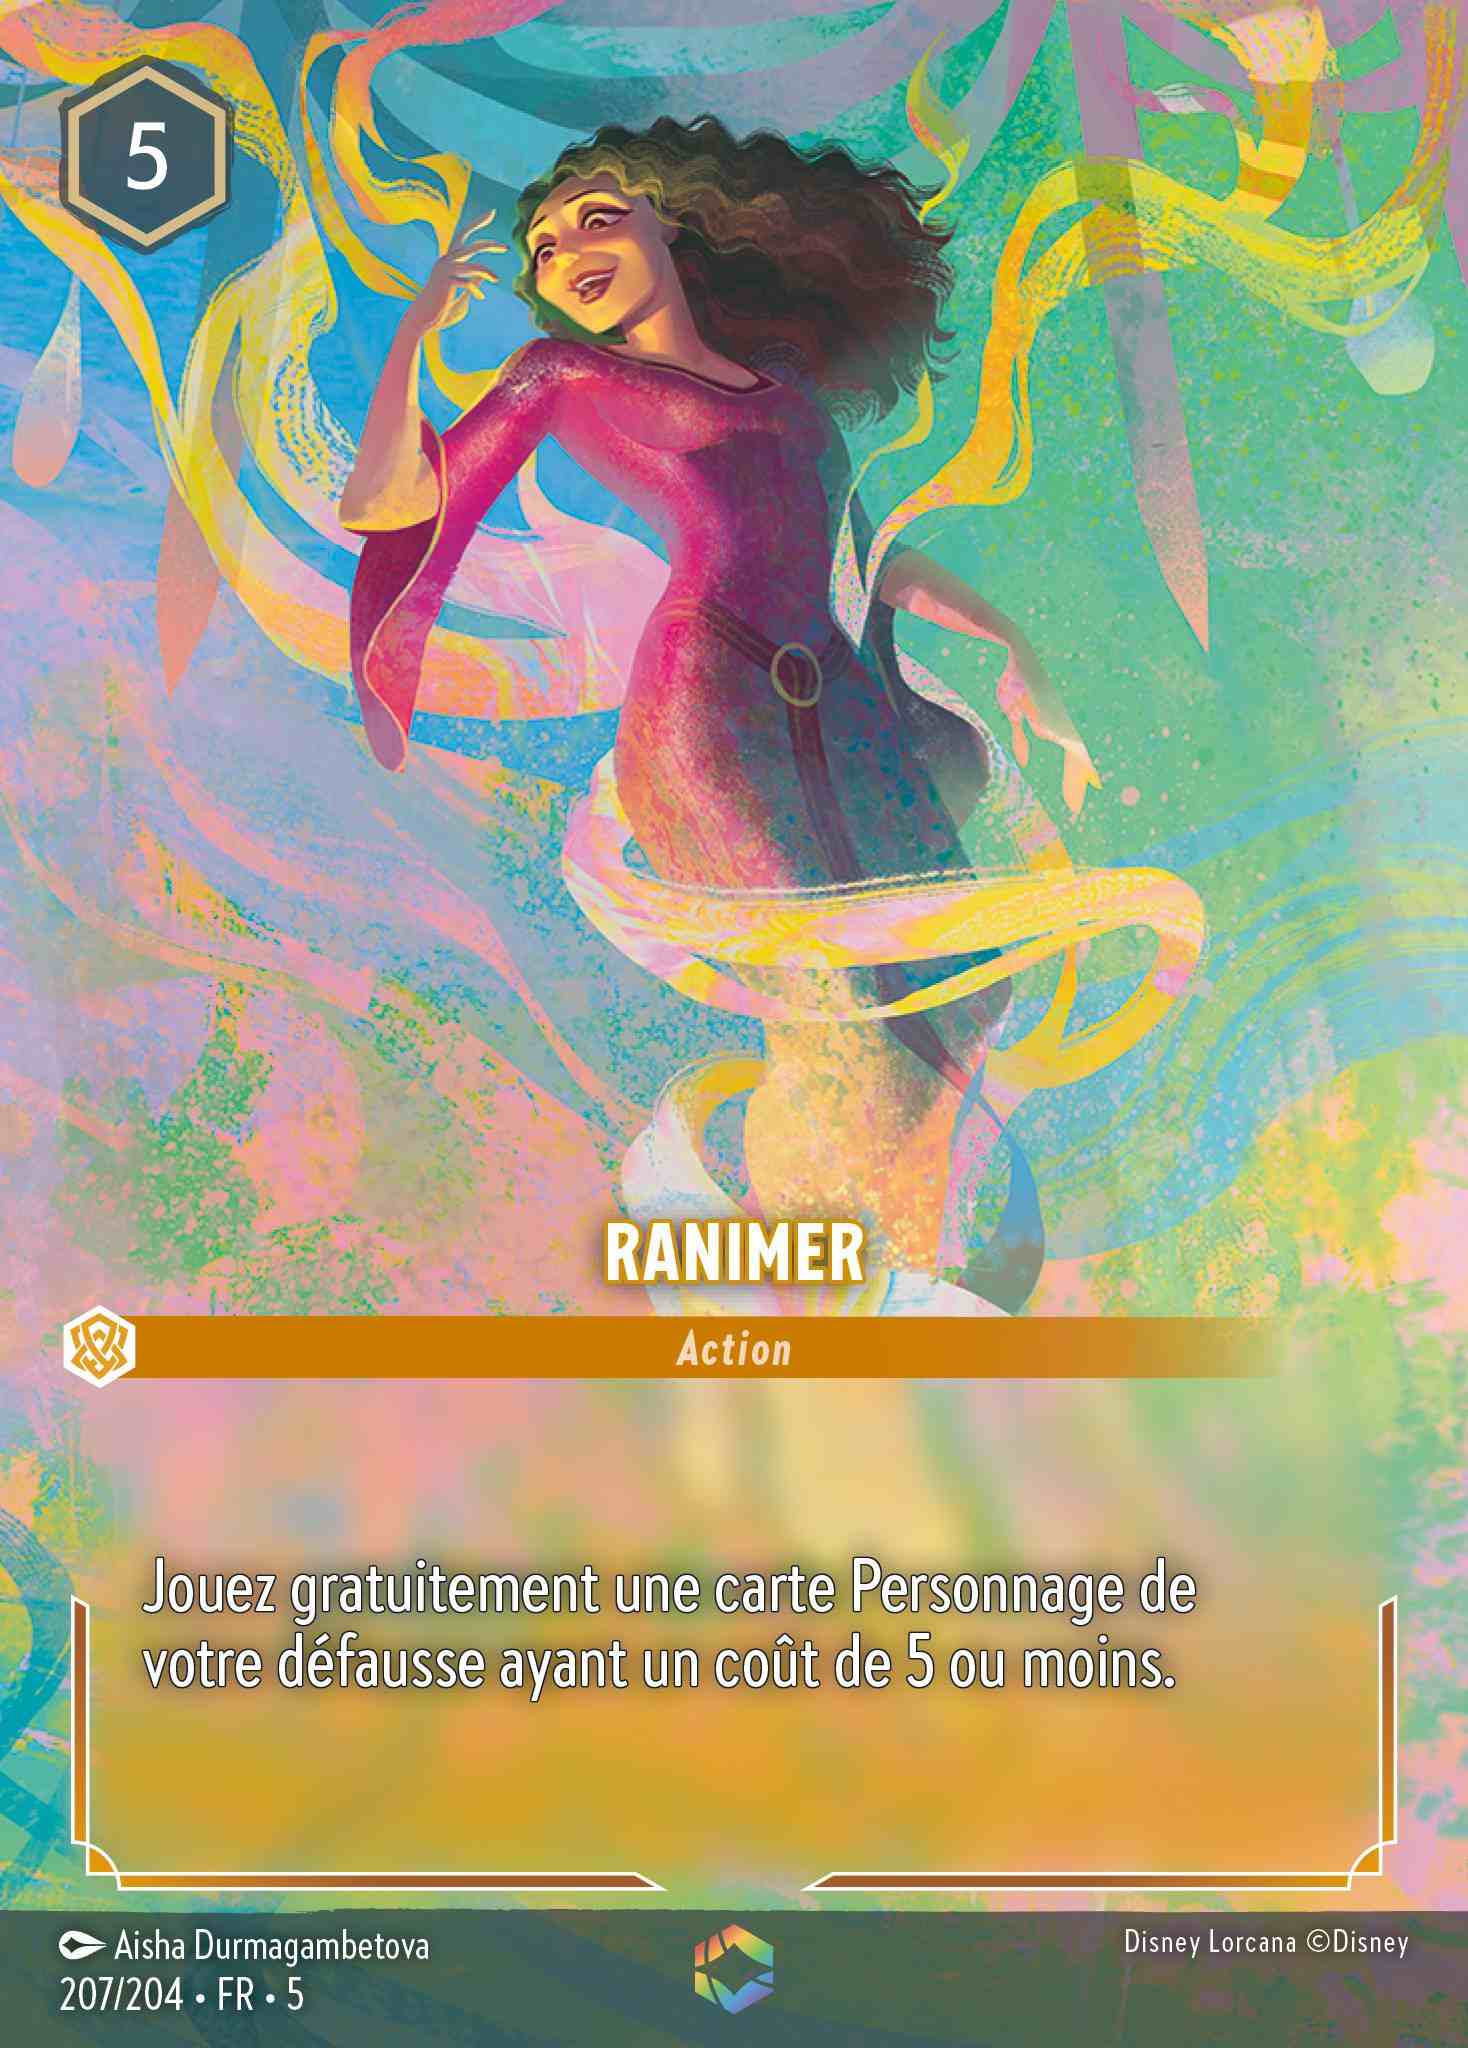 5
RANIMER
Action
Jouez gratuitement une carte Personnage de
votre défausse ayant un coût de 5 ou moins.
Aisha Durmagambetova
Disney Lorcana ©Disney
207/204 • FR • 5